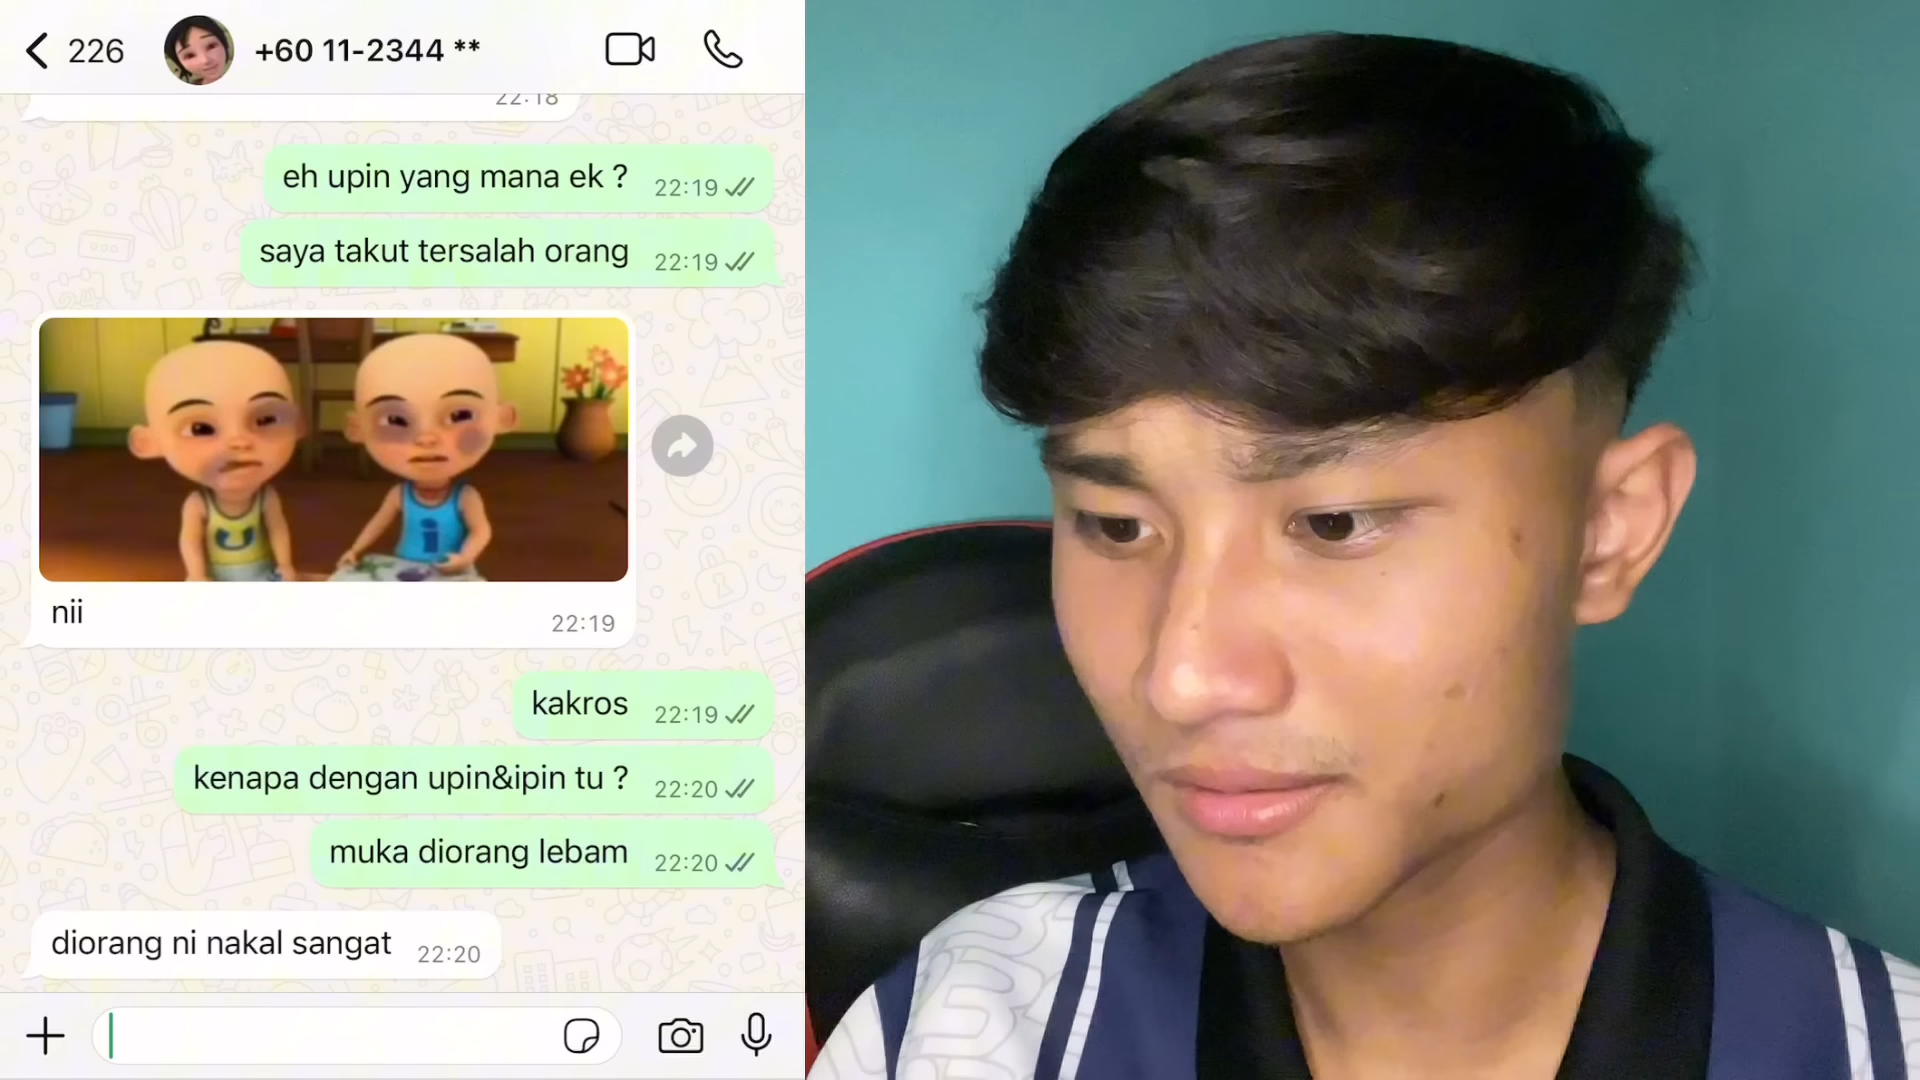 226
+60 11-2344 **
22:18
eh upin yang mana ek ? 22:19
saya takut tersalah orang 22:19
U
i
nii 22:19
kakros 22:19
kenapa dengan upin&ipin tu ? 22:20
muka diorang lebam 22:20
diorang ni nakal sangat 22:20